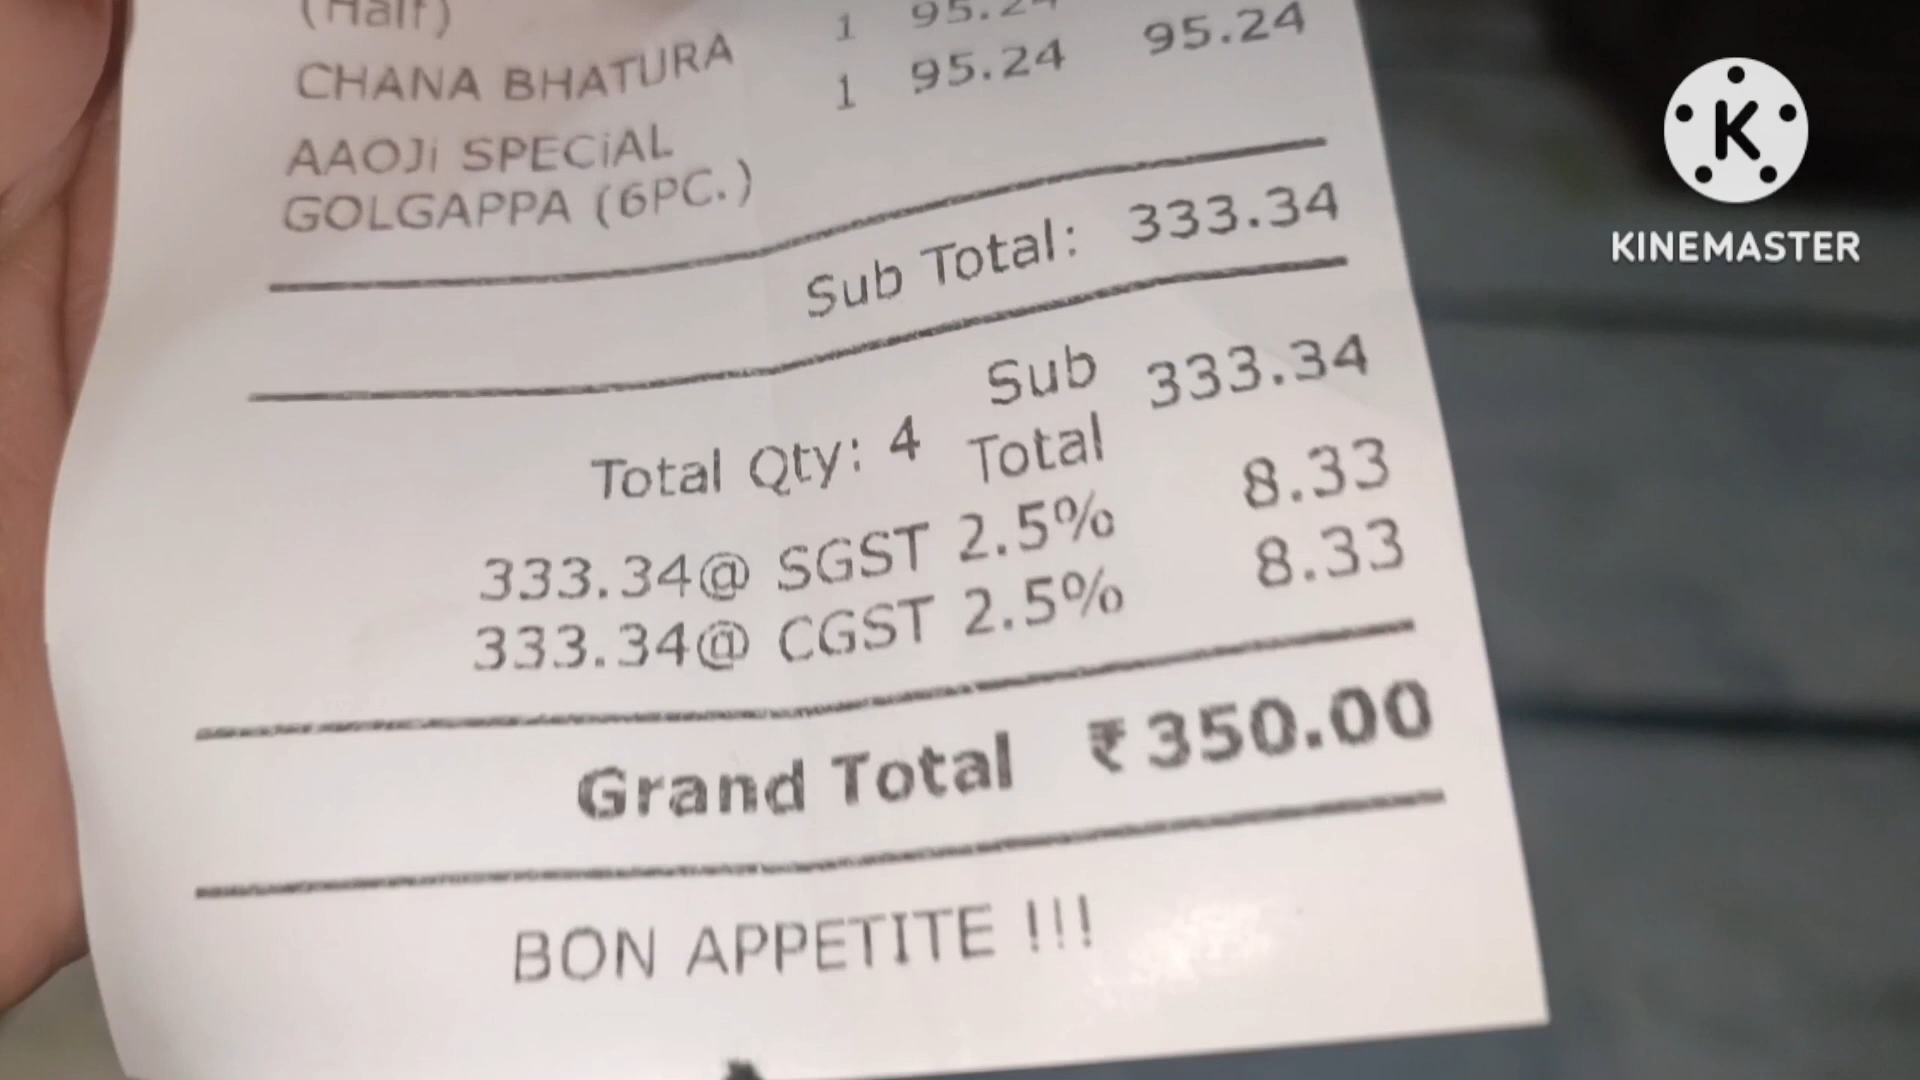 (Half)
CHANA BHATURA 1 95.24
AAOJi SPECiAL 1 95.24 95.24
GOLGAPPA (6PC.)
Sub Total: 333.34
Total Qty: 4 Sub Total 333.34
333.34@ SGST 2.5% 8.33
333.34@ CGST 2.5% 8.33
Grand Total ₹350.00
BON APPETITE !!!
K
KINEMASTER